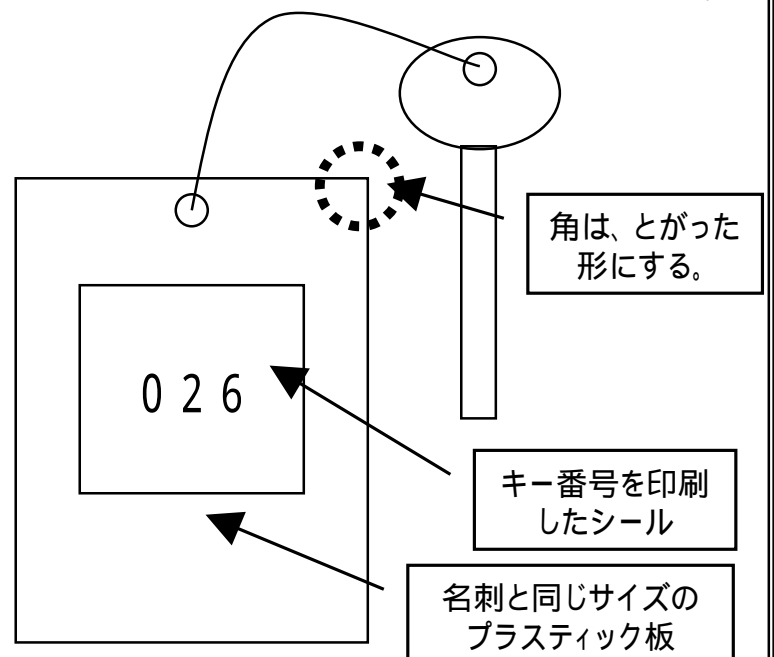 角は、とがった
形にする。
０２６
キー番号を印刷
したシール
名刺と同じサイズの
プラスティック板